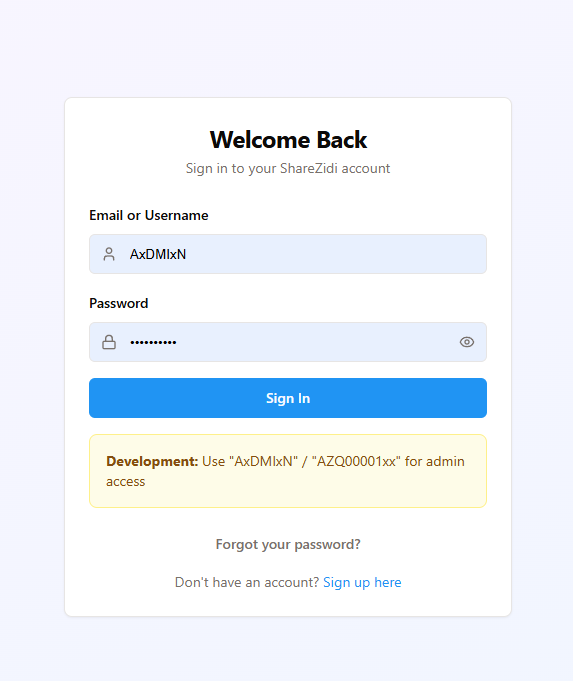 Welcome Back
Sign in to your ShareZidi account
Email or Username
AxDMIxN
Password
••••••••••
Sign In
Development: Use "AxDMIxN" / "AZQ00001xx" for admin
access
Forgot your password?
Don't have an account? Sign up here